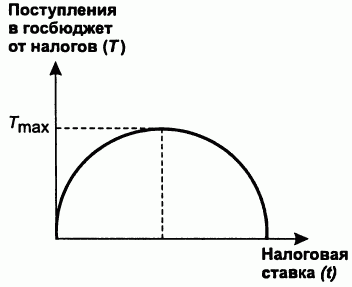 Поступления
в госбюджет
от налогов (T)
Tmax
Налоговая
ставка (t)